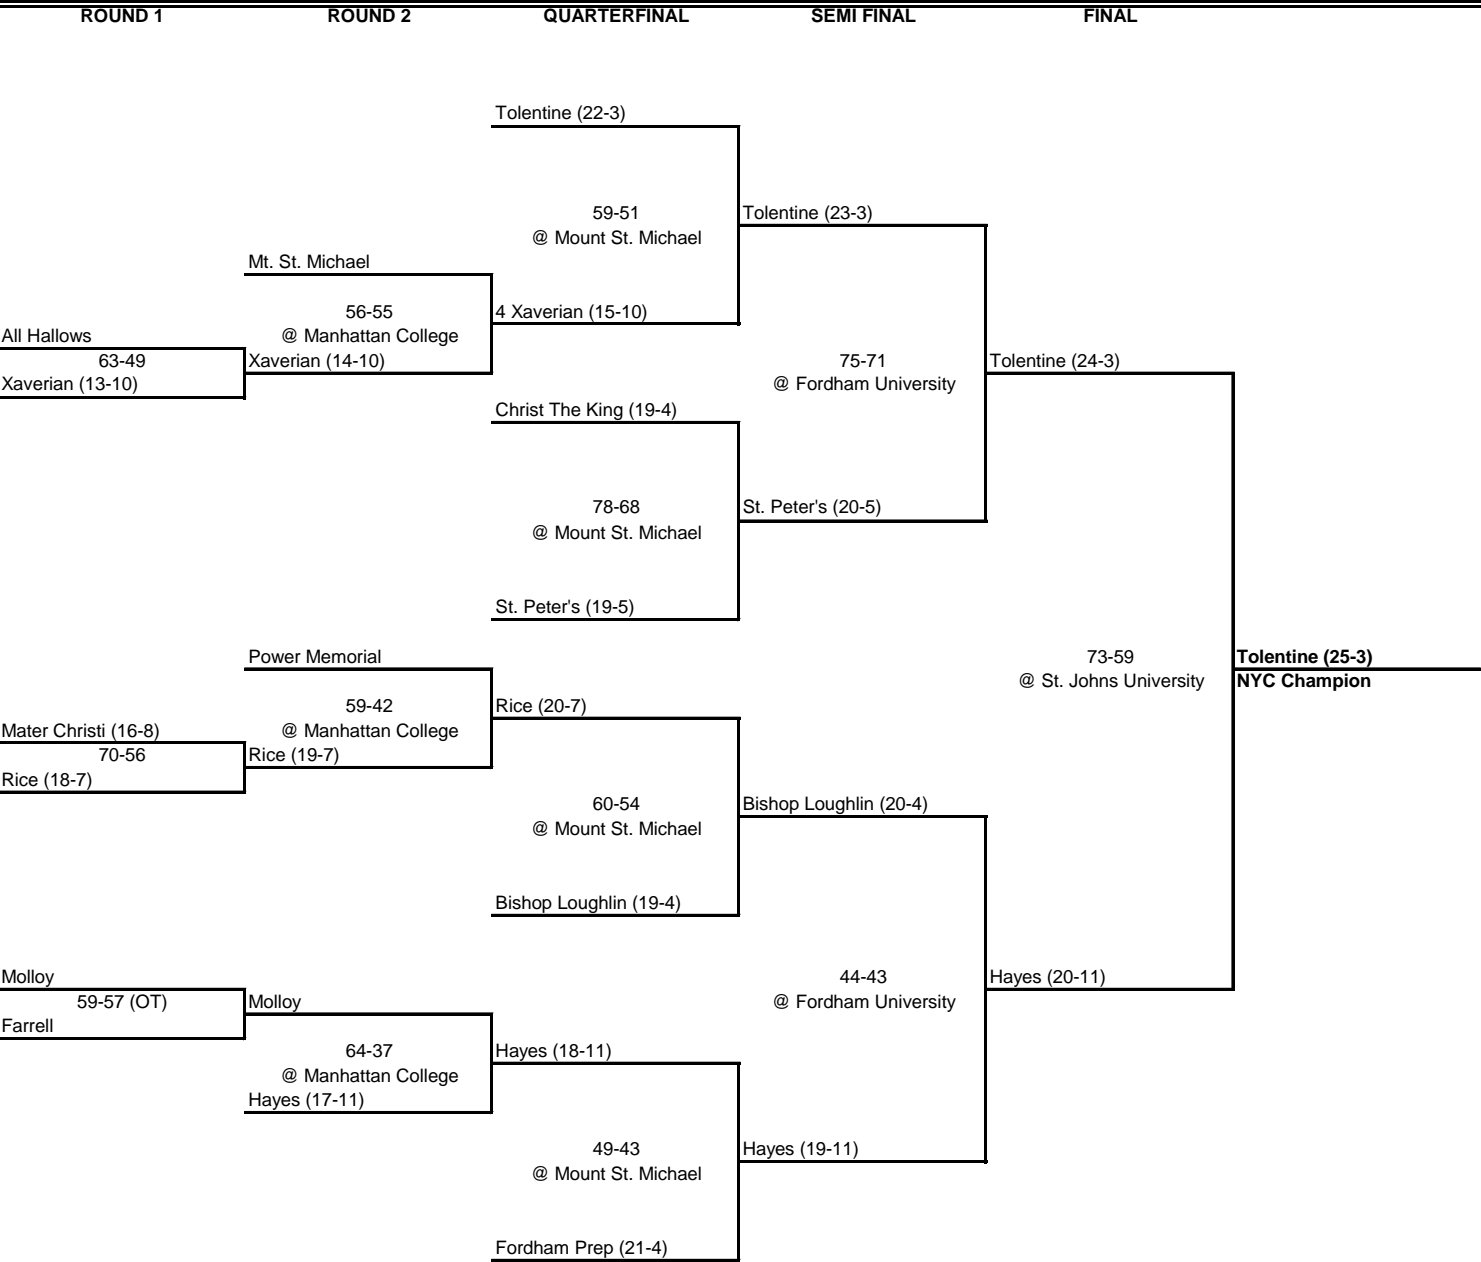 ROUND 1 ROUND 2 QUARTERFINAL SEMI FINAL FINAL
Tolentine (22-3)
59-51 Tolentine (23-3)
@ Mount St. Michael
Mt. St. Michael
56-55 4 Xaverian (15-10)
All Hallows @ Manhattan College
63-49 Xaverian (14-10) 75-71 Tolentine (24-3)
Xaverian (13-10) @ Fordham University
Christ The King (19-4)
78-68 St. Peter's (20-5)
@ Mount St. Michael
St. Peter's (19-5)
Power Memorial 73-59 Tolentine (25-3)
@ St. Johns University NYC Champion
59-42 Rice (20-7)
Mater Christi (16-8) @ Manhattan College
70-56 Rice (19-7)
Rice (18-7)
60-54 Bishop Loughlin (20-4)
@ Mount St. Michael
Bishop Loughlin (19-4)
Molloy 44-43 Hayes (20-11)
59-57 (OT) Molloy @ Fordham University
Farrell
64-37 Hayes (18-11)
@ Manhattan College
Hayes (17-11)
49-43 Hayes (19-11)
@ Mount St. Michael
Fordham Prep (21-4)